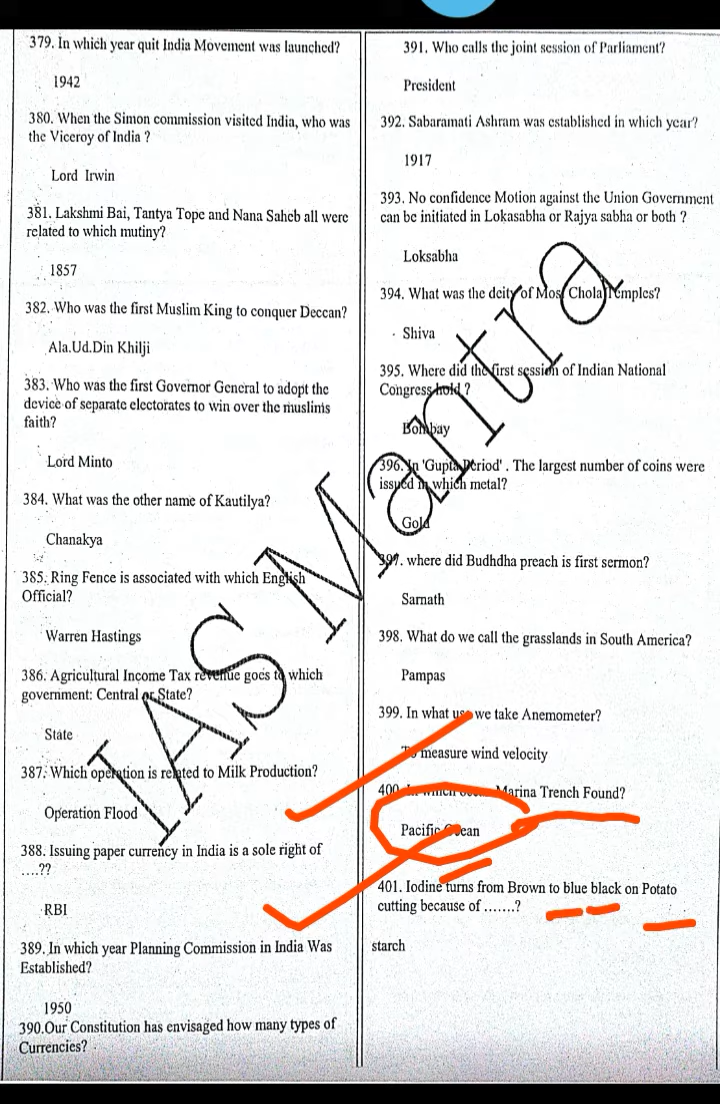 379. In which year quit India Movement was launched?
1942
380. When the Simon commission visited India, who was
the Viceroy of India ?
Lord Irwin
381. Lakshmi Bai, Tantya Tope and Nana Saheb all were
related to which mutiny?
1857
382. Who was the first Muslim King to conquer Deccan?
Ala.Ud.Din Khilji
383. Who was the first Governor General to adopt the
device of separate electorates to win over the muslims
faith?
Lord Minto
384. What was the other name of Kautilya?
Chanakya
385. Ring Fence is associated with which English
Official?
Warren Hastings
386. Agricultural Income Tax revenue goes to which
government: Central or State?
State
387. Which operation is related to Milk Production?
Operation Flood
388. Issuing paper currency in India is a sole right of
....??
RBI
389. In which year Planning Commission in India Was
Established?
1950
390.Our Constitution has envisaged how many types of
Currencies?
391. Who calls the joint session of Parliament?
President
392. Sabaramati Ashram was established in which year?
1917
393. No confidence Motion against the Union Government
can be initiated in Lokasabha or Rajya sabha or both ?
Loksabha
394. What was the deity of Most Chola Temples?
Shiva
395. Where did the first session of Indian National
Congress hold ?
Bombay
396. In 'Gupta Period' . The largest number of coins were
issued in which metal?
Gold
397. where did Budhdha preach is first sermon?
Sarnath
398. What do we call the grasslands in South America?
Pampas
399. In what use we take Anemometer?
To measure wind velocity
400. In which Marina Trench Found?
Pacific Ocean
401. Iodine turns from Brown to blue black on Potato
cutting because of .......?
starch
IAS Mantra